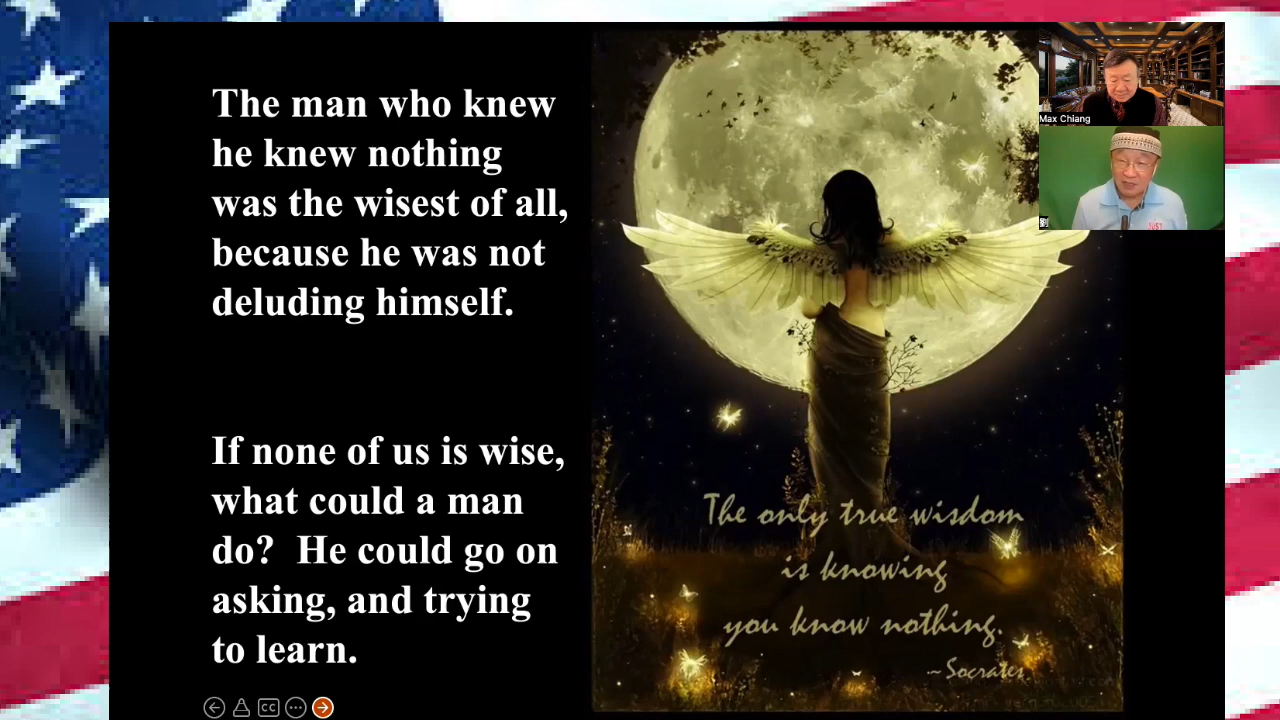 The man who knew
he knew nothing
was the wisest of all,
because he was not
deluding himself.
If none of us is wise,
what could a man
do? He could go on
asking, and trying
to learn.
The only true wisdom
is knowing
you know nothing.
~Socrates
Max Chiang
劉
CC